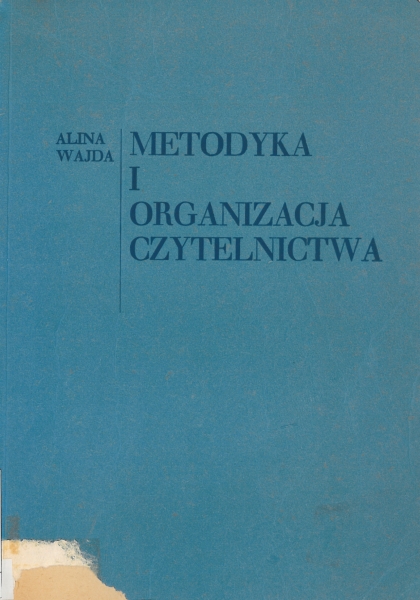 ALINA
WAJDA
METODYKA
I
ORGANIZACJA
CZYTELNICTWA